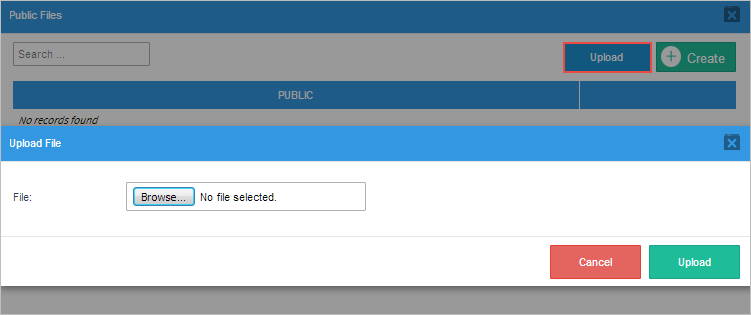 Public Files
Search ...
Upload
Create
PUBLIC
No records found
Upload File
File:
Browse... No file selected.
Cancel
Upload